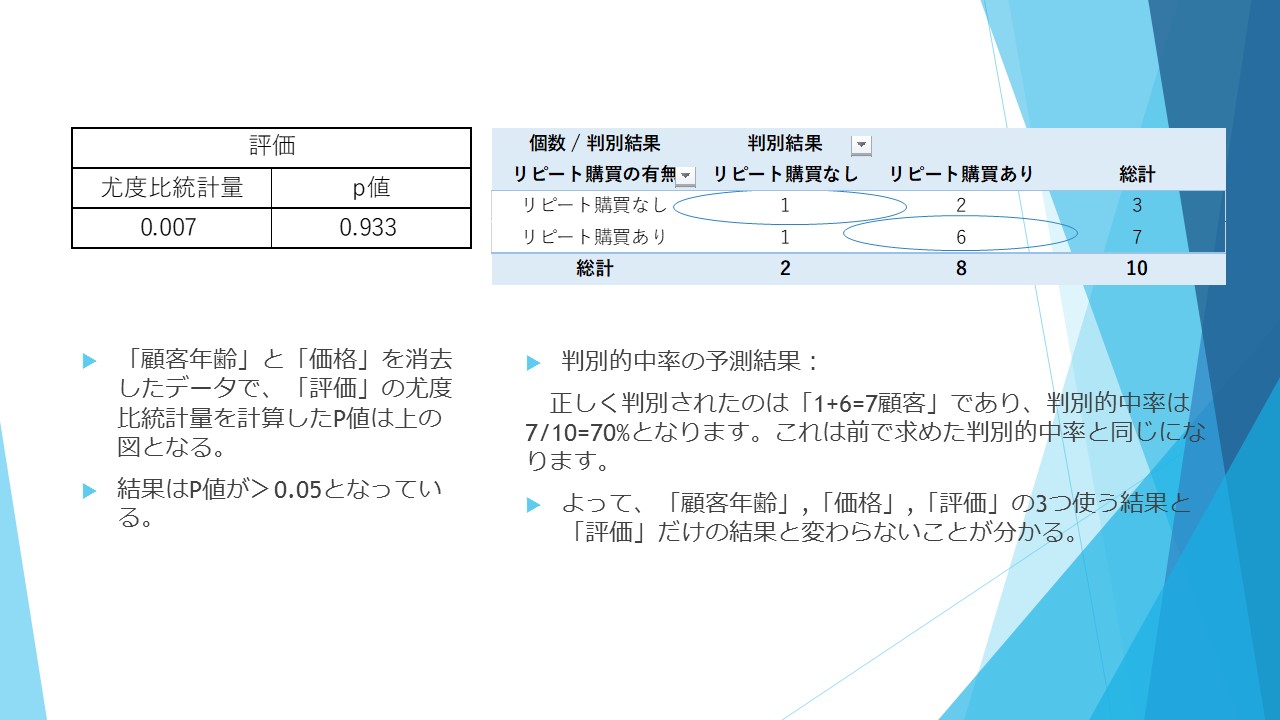 評価
尤度比統計量 p値
0.007 0.933
個数 / 判別結果 判別結果
リピート購買の有無 リピート購買なし リピート購買あり 総計
リピート購買なし 1 2 3
リピート購買あり 1 6 7
総計 2 8 10
「顧客年齢」と「価格」を消去
したデータで、「評価」の尤度
比統計量を計算したP値は上の
図となる。
結果はP値が＞0.05となってい
る。
判別的中率の予測結果：
正しく判別されたのは「1+6=7顧客」であり、判別的中率は
7/10=70%となります。これは前で求めた判別的中率と同じにな
ります。
よって、「顧客年齢」,「価格」,「評価」の3つ使う結果と
「評価」だけの結果と変わらないことが分かる。